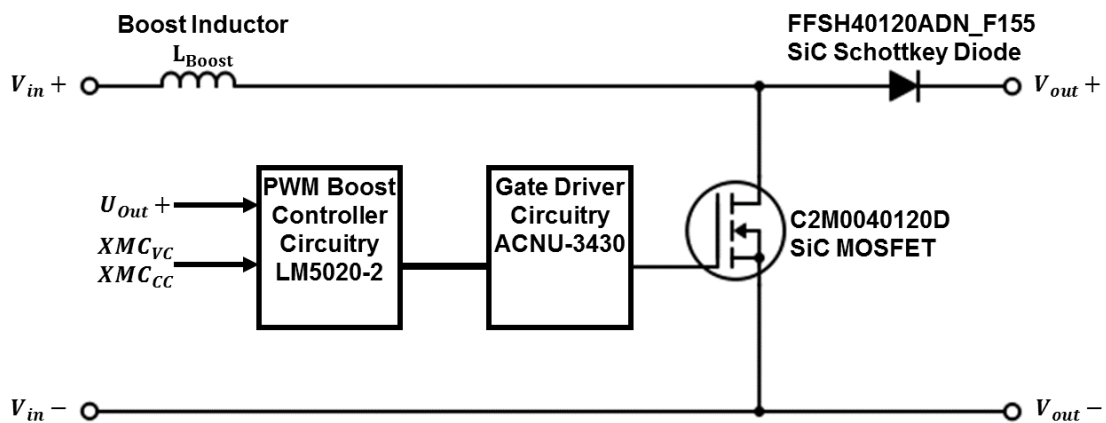 Boost Inductor
L_Boost
FFSH40120ADN_F155
SiC Schottkey Diode
V_in +
V_out +
PWM Boost
Controller
Circuitry
LM5020-2
Gate Driver
Circuitry
ACNU-3430
U_Out +
XMC_VC
XMC_CC
C2M0040120D
SiC MOSFET
V_in −
V_out −